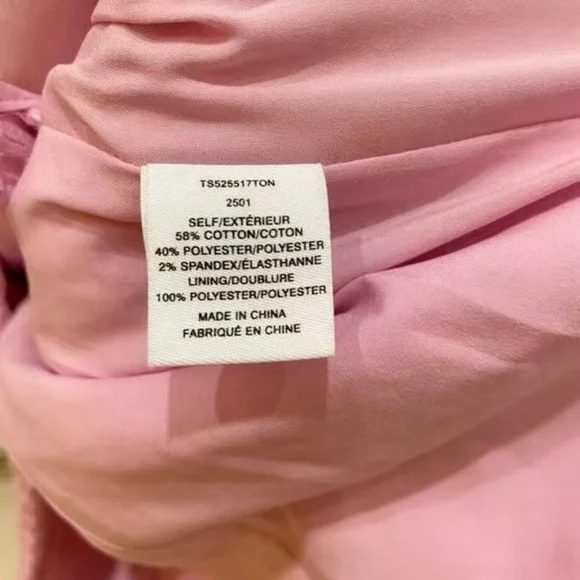 TS525517TON
2501
SELF/EXTÉRIEUR
58% COTTON/COTON
40% POLYESTER/POLYESTER
2% SPANDEX/ÉLASTHANNE
LINING/DOUBLURE
100% POLYESTER/POLYESTER
MADE IN CHINA
FABRIQUÉ EN CHINE